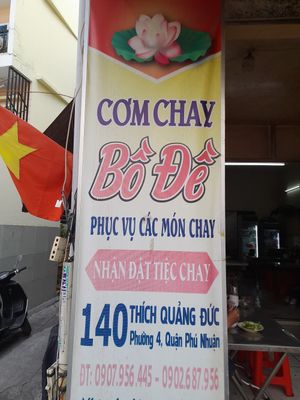 CƠM CHAY
Bồ Đề
PHỤC VỤ CÁC MÓN CHAY
NHẬN ĐẶT TIỆC CHAY
140 THÍCH QUẢNG ĐỨC
Phường 4, Quận Phú Nhuận
ĐT: 0907.956.445 - 0902.687.956